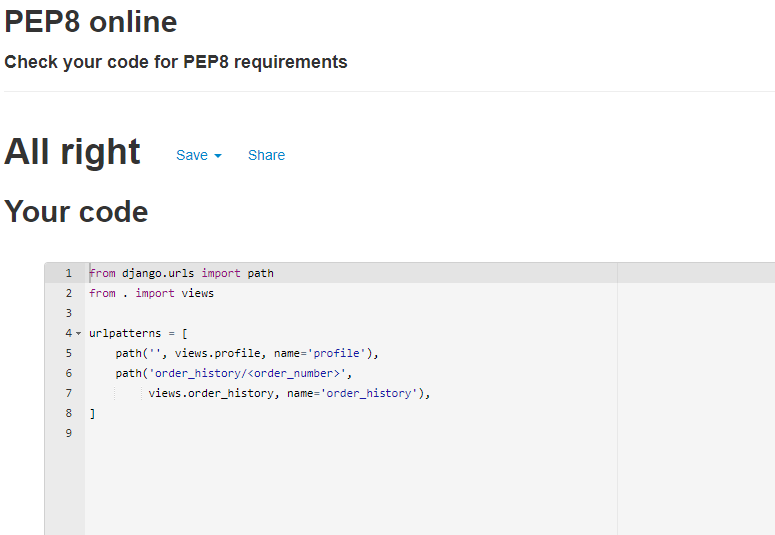 PEP8 online
Check your code for PEP8 requirements
All right Save Share
Your code
1 from django.urls import path
2 from . import views
3
4 urlpatterns = [
5     path('', views.profile, name='profile'),
6     path('order_history/<order_number>',
7          views.order_history, name='order_history'),
8 ]
9